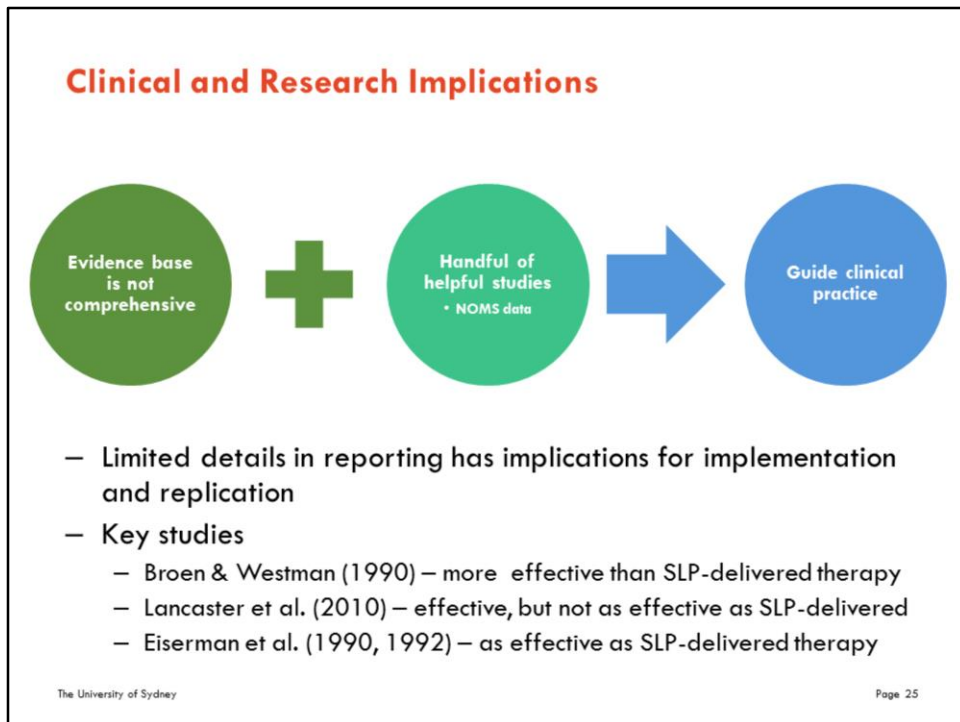 Clinical and Research Implications
Evidence base
is not
comprehensive
Handful of
helpful studies
• NOMS data
Guide clinical
practice
– Limited details in reporting has implications for implementation
and replication
– Key studies
– Broen & Westman (1990) – more effective than SLP-delivered therapy
– Lancaster et al. (2010) – effective, but not as effective as SLP-delivered
– Eiserman et al. (1990, 1992) – as effective as SLP-delivered therapy
The University of Sydney
Page 25